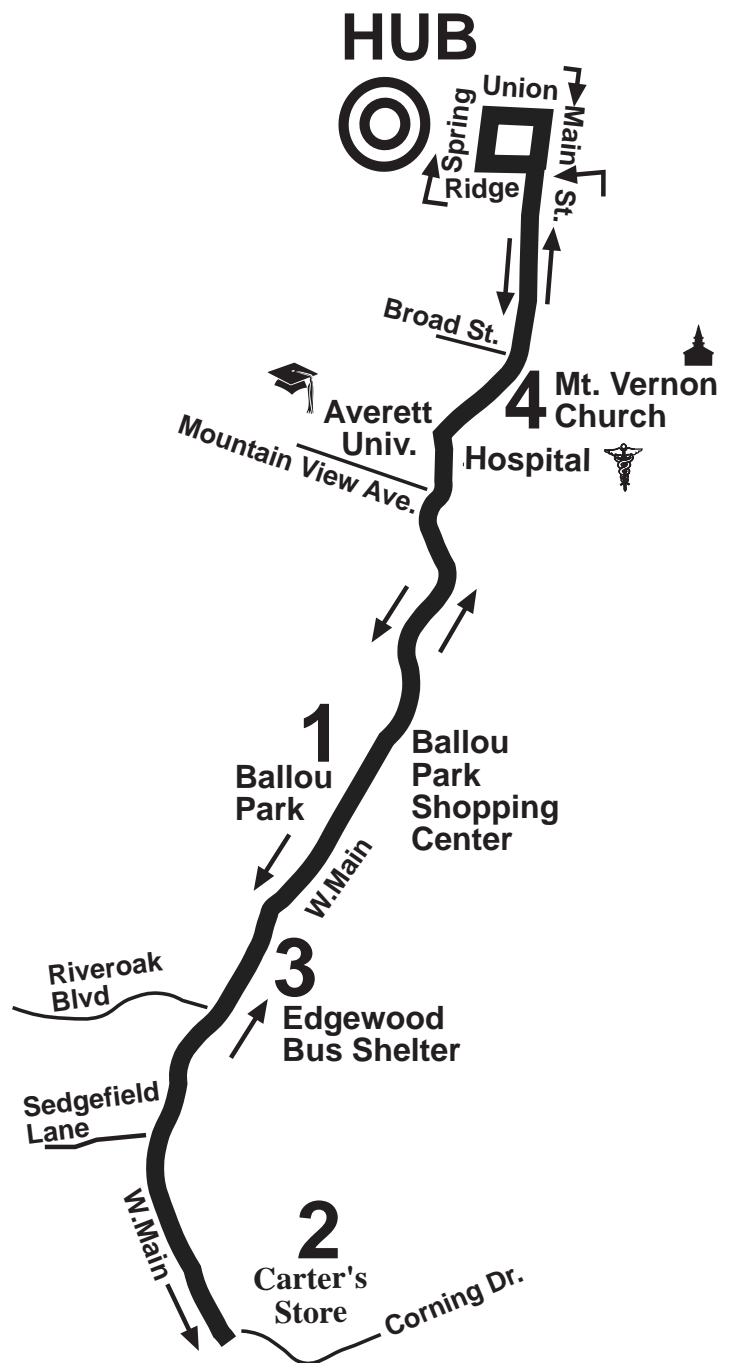 HUB
Union
Spring
Main St.
Ridge
Broad St.
4
Mt. Vernon
Church
Averett
Univ.
Hospital
Mountain View Ave.
1
Ballou
Park
Ballou
Park
Shopping
Center
W.Main
3
Riveroak
Blvd
Edgewood
Bus Shelter
Sedgefield
Lane
W.Main
2
Carter's
Store
Corning Dr.